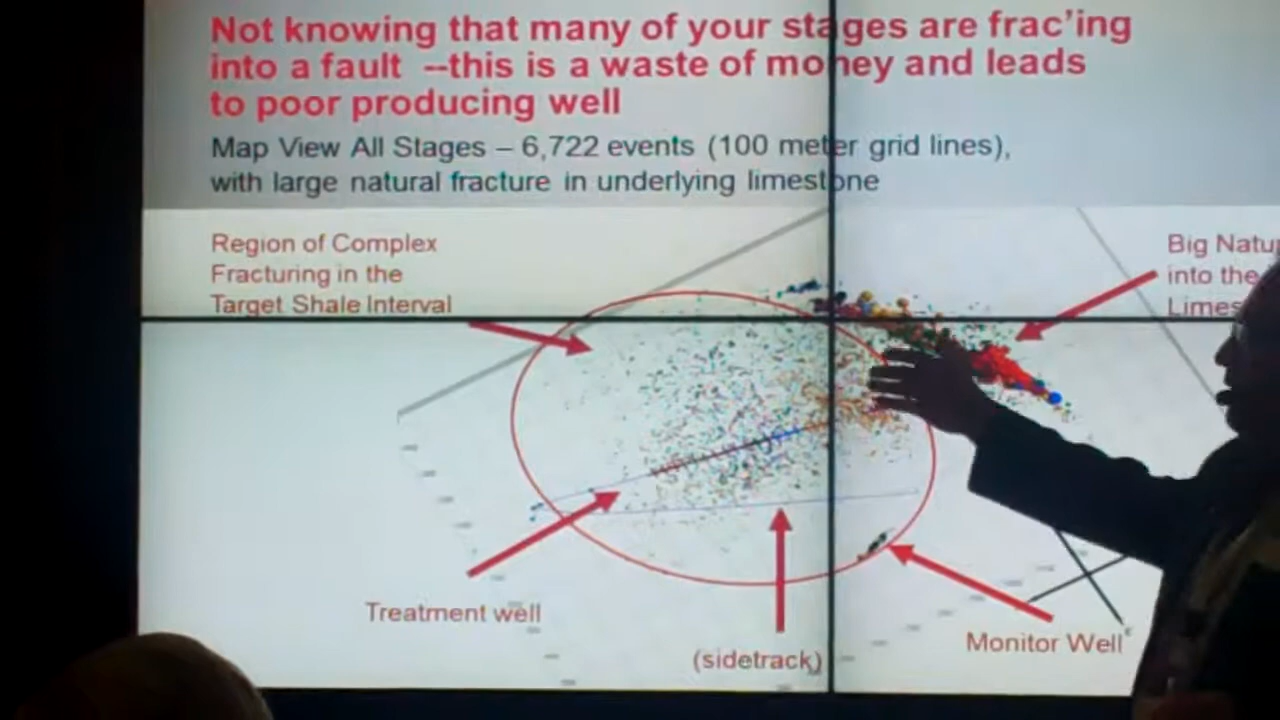 Not knowing that many of your stages are frac'ing
into a fault --this is a waste of money and leads
to poor producing well
Map View All Stages – 6,722 events (100 meter grid lines),
with large natural fracture in underlying limestone
Region of Complex
Fracturing in the
Target Shale Interval
Big
into the
Treatment well
(sidetrack)
Monitor Well